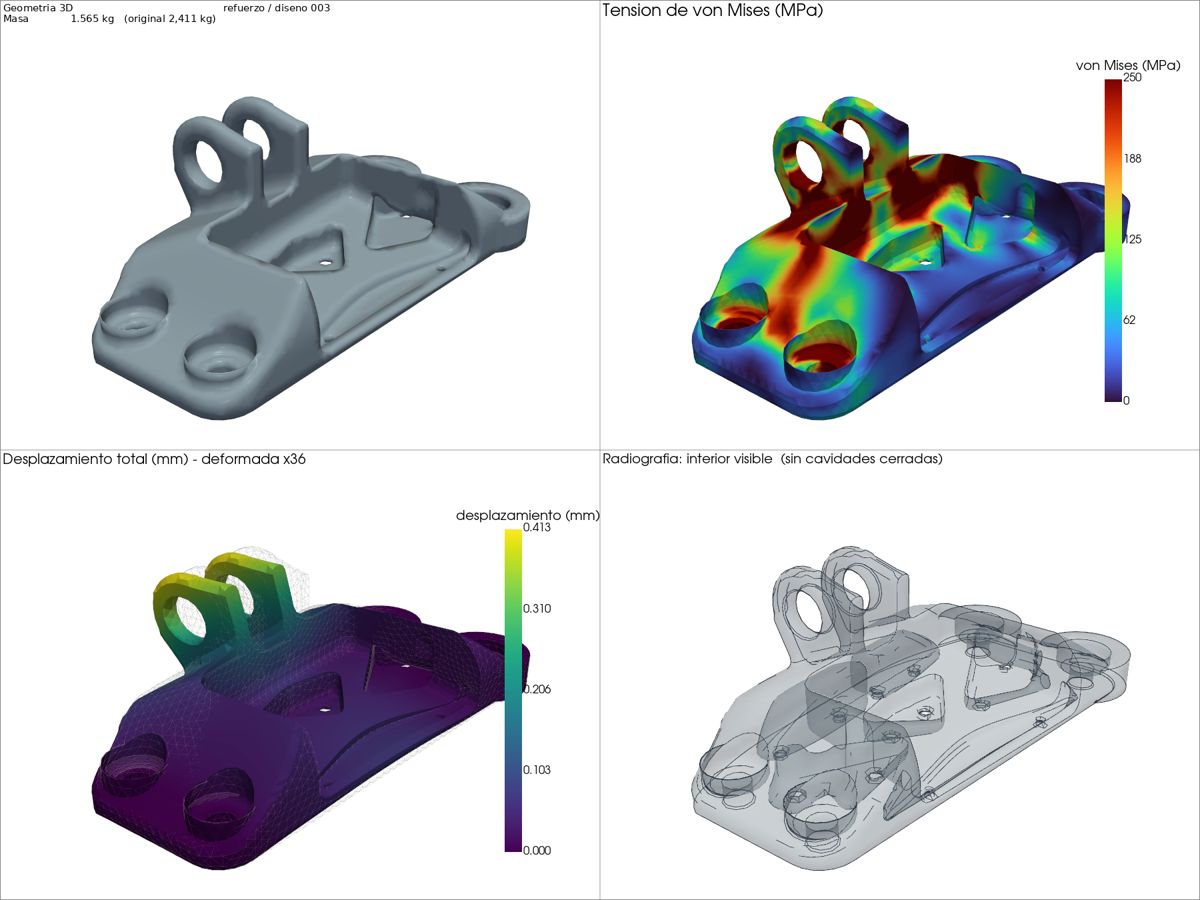 Geometria 3D refuerzo / diseno 003
Masa 1.565 kg (original 2,411 kg)
Tension de von Mises (MPa)
von Mises (MPa)
250
188
125
62
0
Desplazamiento total (mm) - deformada x36
desplazamiento (mm)
0.413
0.310
0.206
0.103
0.000
Radiografia: interior visible (sin cavidades cerradas)